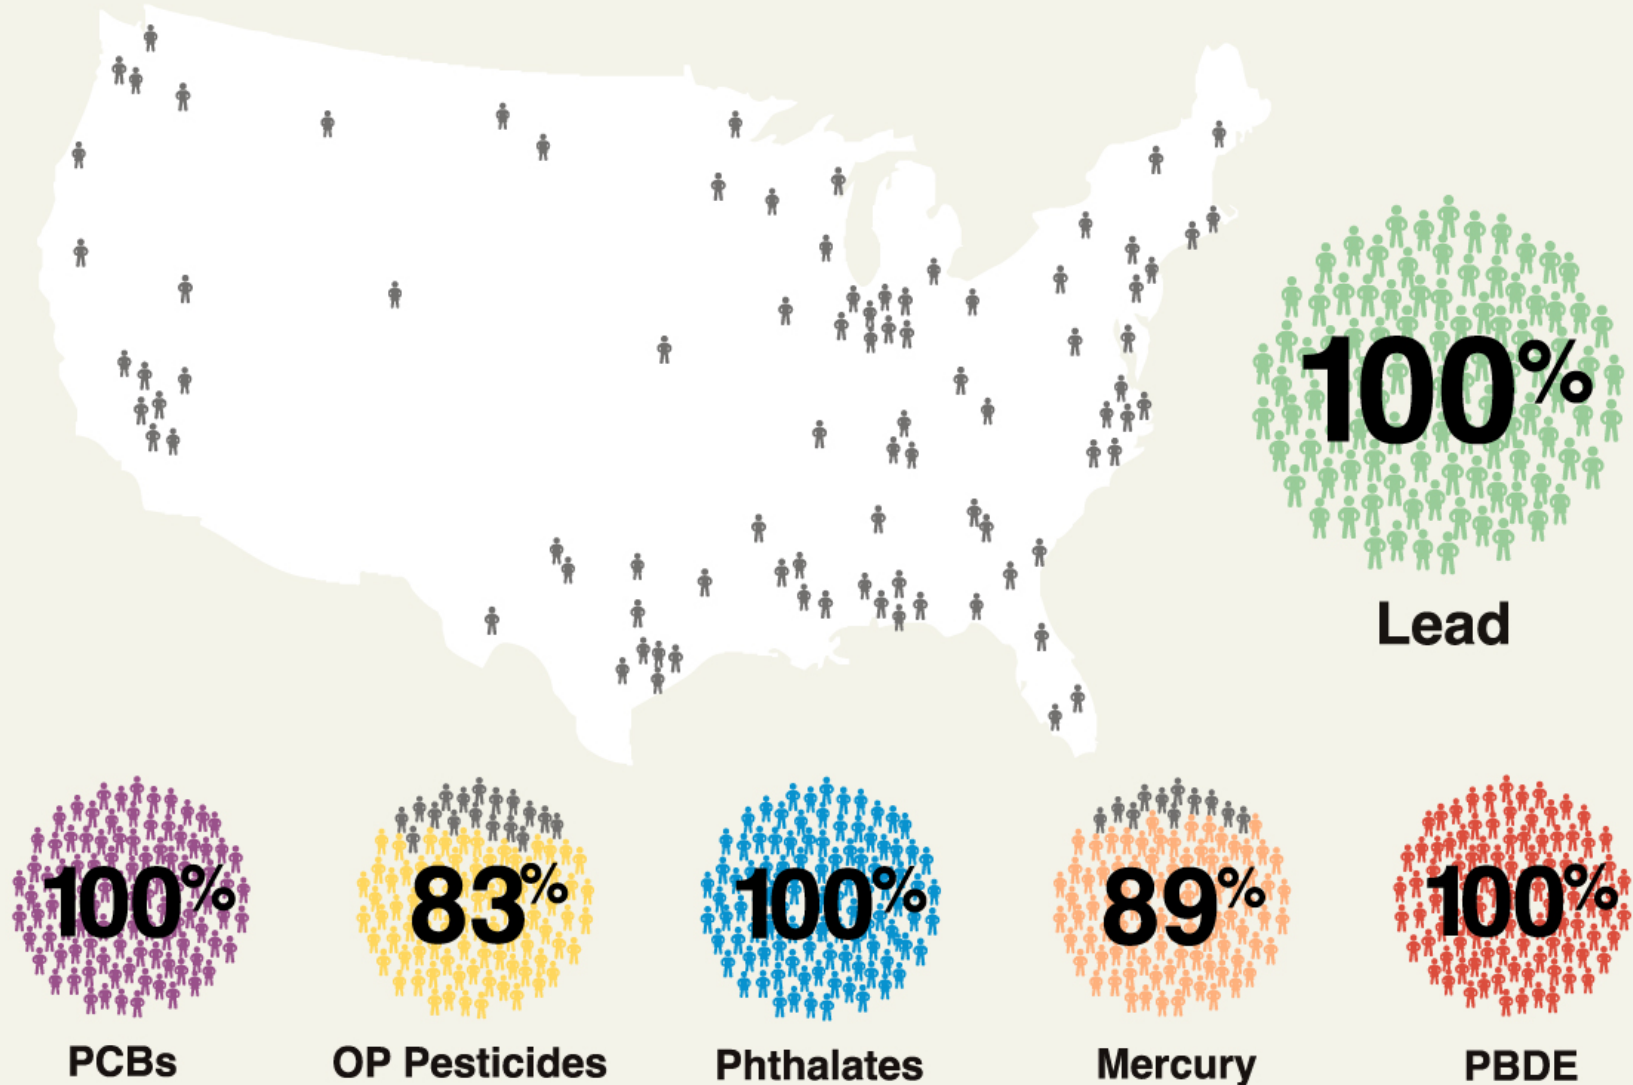 100%
Lead
100%
PCBs
83%
OP Pesticides
100%
Phthalates
89%
Mercury
100%
PBDE